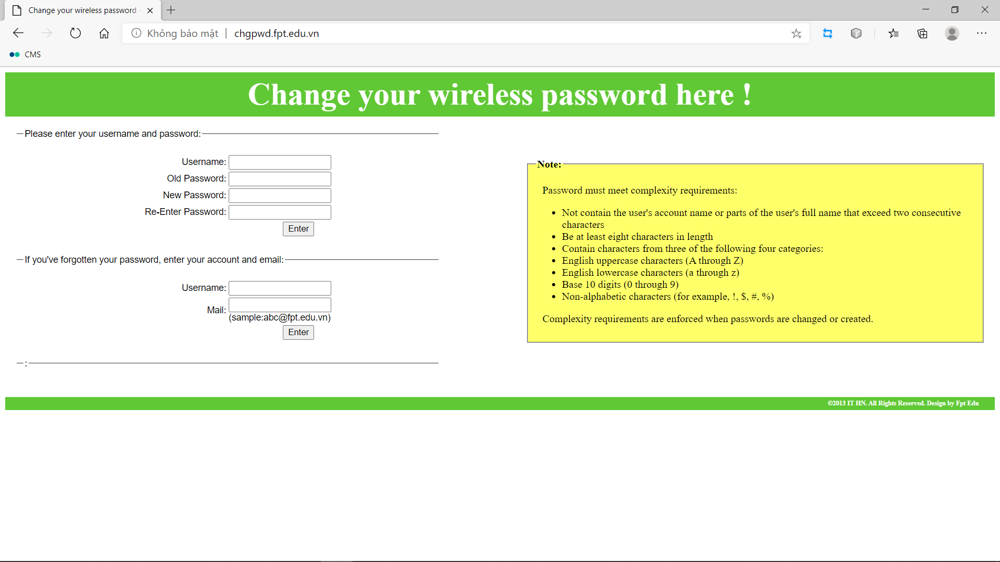 Change your wireless password -
Không bảo mật | chgpwd.fpt.edu.vn
CMS
Change your wireless password here !
Please enter your username and password:
Username:
Old Password:
New Password:
Re-Enter Password:
Enter
If you've forgotten your password, enter your account and email:
Username:
Mail:
(sample:abc@fpt.edu.vn)
Enter
:
Note:
Password must meet complexity requirements:
• Not contain the user's account name or parts of the user's full name that exceed two consecutive
characters
• Be at least eight characters in length
• Contain characters from three of the following four categories:
• English uppercase characters (A through Z)
• English lowercase characters (a through z)
• Base 10 digits (0 through 9)
• Non-alphabetic characters (for example, !, $, #, %)
Complexity requirements are enforced when passwords are changed or created.
©2013 IT HN. All Rights Reserved. Design by Fpt Edu